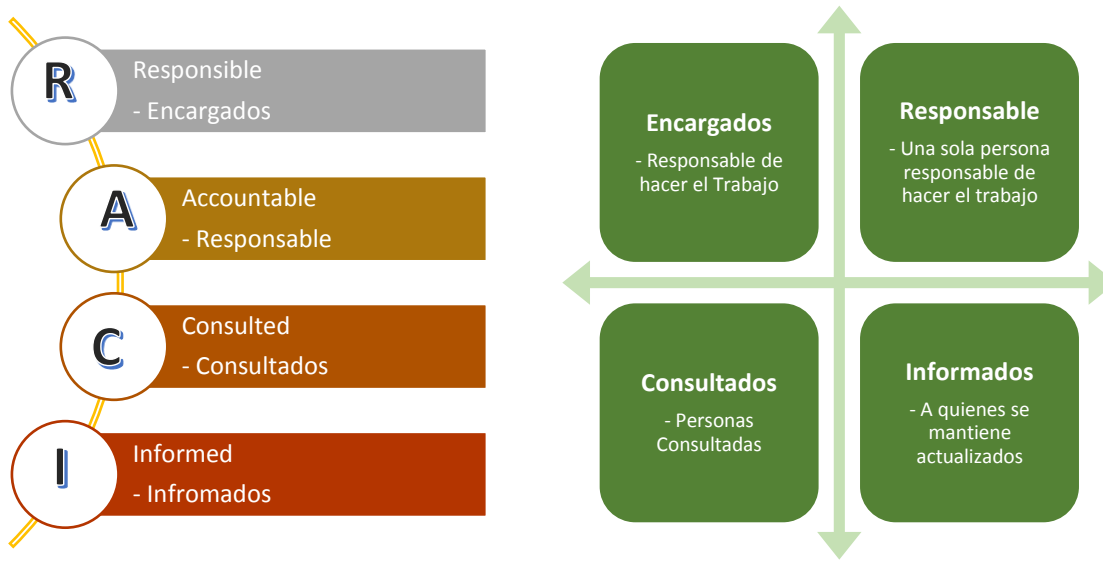 R
Responsible
- Encargados
A
Accountable
- Responsable
C
Consulted
- Consultados
I
Informed
- Infromados
Encargados
- Responsable de
hacer el Trabajo
Responsable
- Una sola persona
responsable de
hacer el trabajo
Consultados
- Personas
Consultadas
Informados
- A quienes se
mantiene
actualizados